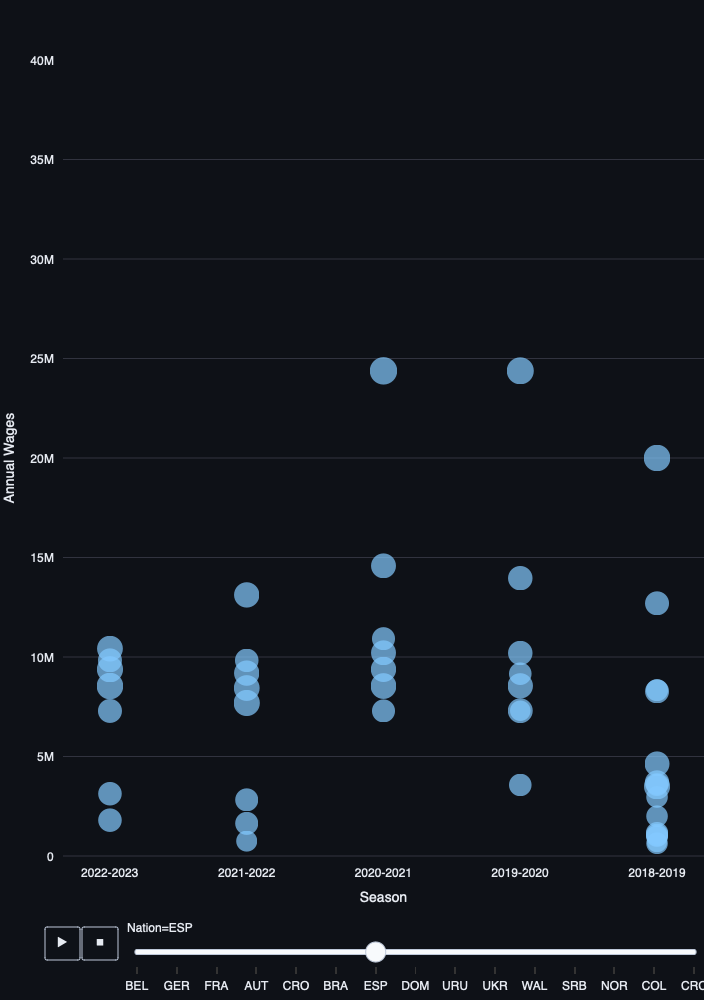 40M
35M
30M
25M
20M
15M
10M
5M
0
Annual Wages
2022-2023 2021-2022 2020-2021 2019-2020 2018-2019
Season
Nation=ESP
BEL GER FRA AUT CRO BRA ESP DOM URU UKR WAL SRB NOR COL CRC